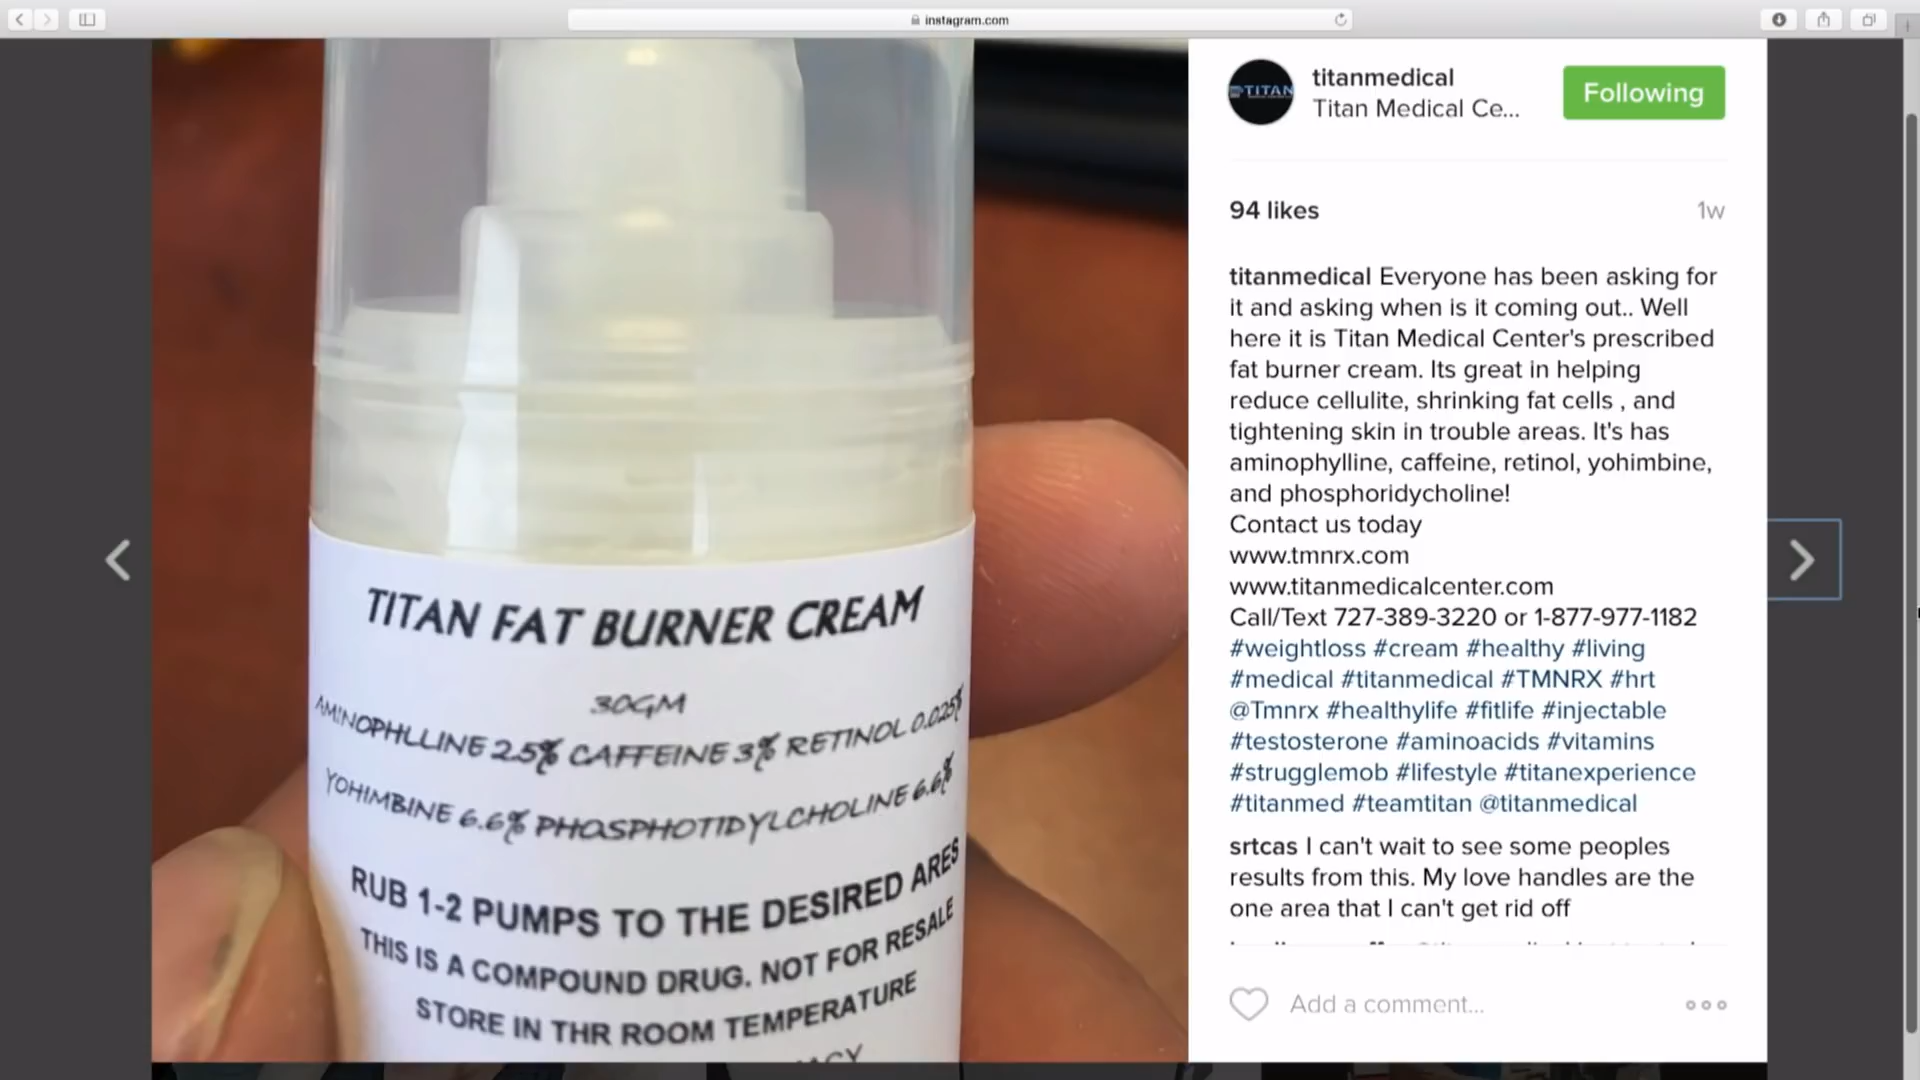 instagram.com
TITAN
titanmedical
Titan Medical Ce...
Following
94 likes
1w
titanmedical Everyone has been asking for
it and asking when is it coming out.. Well
here it is Titan Medical Center's prescribed
fat burner cream. Its great in helping
reduce cellulite, shrinking fat cells , and
tightening skin in trouble areas. It's has
aminophylline, caffeine, retinol, yohimbine,
and phosphoridycholine!
Contact us today
www.tmnrx.com
www.titanmedicalcenter.com
Call/Text 727-389-3220 or 1-877-977-1182
#weightloss #cream #healthy #living
#medical #titanmedical #TMNRX #hrt
@Tmnrx #healthylife #fitlife #injectable
#testosterone #aminoacids #vitamins
#strugglemob #lifestyle #titanexperience
#titanmed #teamtitan @titanmedical
srtcas I can't wait to see some peoples
results from this. My love handles are the
one area that I can't get rid off
Add a comment...
TITAN FAT BURNER CREAM
30GM
AMINOPHLLINE 2.5% CAFFEINE 3% RETINOL 0.025%
YOHIMBINE 6.6% PHOSPHOTIDYLCHOLINE 6.6%
RUB 1-2 PUMPS TO THE DESIRED ARES
THIS IS A COMPOUND DRUG. NOT FOR RESALE
STORE IN THR ROOM TEMPERATURE